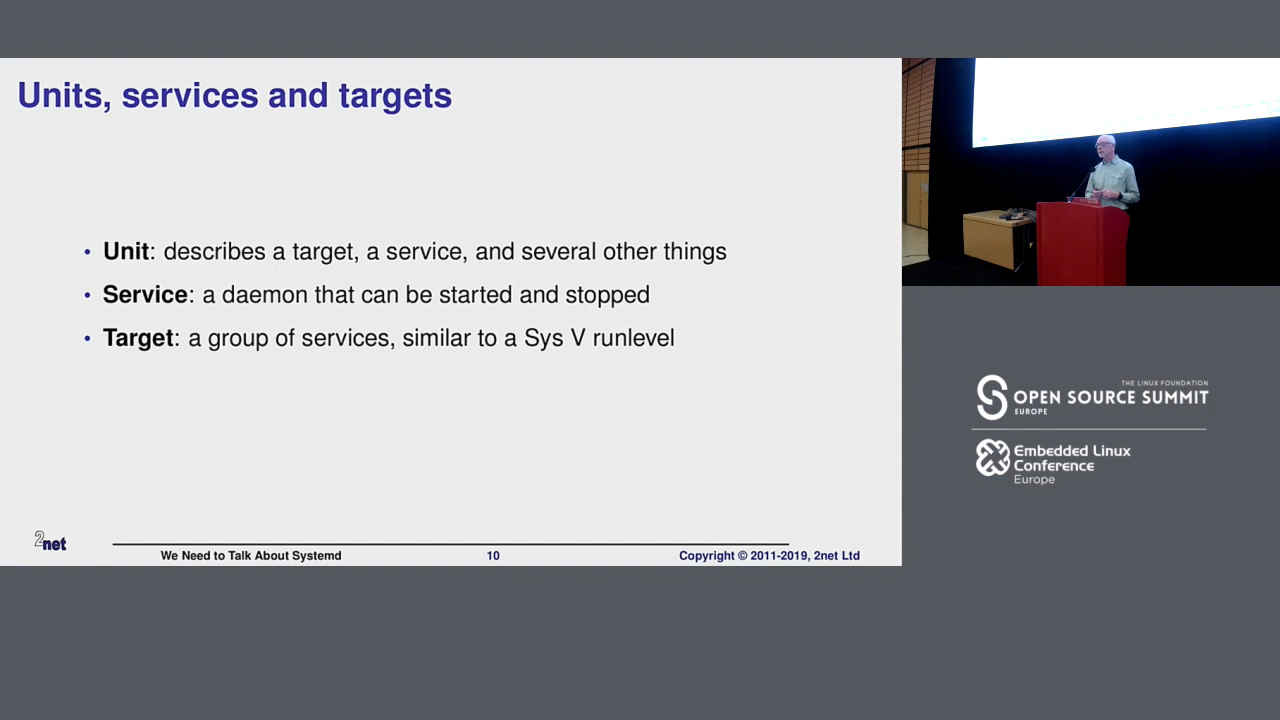 Units, services and targets
• Unit: describes a target, a service, and several other things
• Service: a daemon that can be started and stopped
• Target: a group of services, similar to a Sys V runlevel
2net
We Need to Talk About Systemd
10
Copyright © 2011-2019, 2net Ltd
THE LINUX FOUNDATION
OPEN SOURCE SUMMIT
EUROPE
Embedded Linux
Conference
Europe